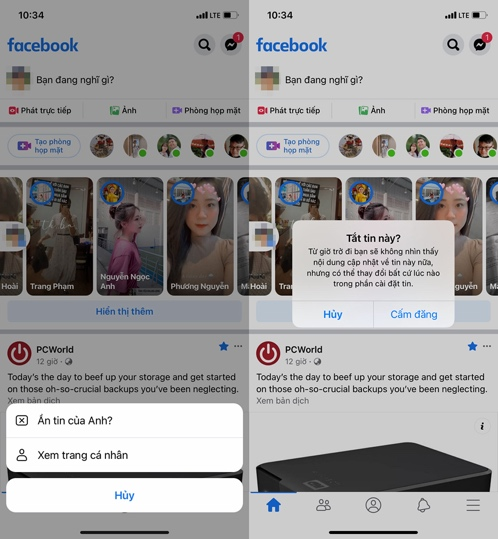 10:34
LTE
facebook
1
Bạn đang nghĩ gì?
Phát trực tiếp
Ảnh
Phòng họp mặt
Tạo phòng
họp mặt
Hoài
Trang Phạm
Nguyễn Ngọc
Anh
Phương Nguyễn
Hiển thị thêm
PCWorld
12 giờ
Today's the day to beef up your storage and get started
on those oh-so-crucial backups you've been neglecting.
Xem bản dịch
Ẩn tin của Anh?
Xem trang cá nhân
Hủy
10:34
LTE
facebook
1
Bạn đang nghĩ gì?
Phát trực tiếp
Ảnh
Phòng họp mặt
Tạo phòng
họp mặt
Tắt tin này?
Từ giờ trở đi bạn sẽ không nhìn thấy
nội dung cập nhật về tin này nữa,
nhưng có thể thay đổi bất cứ lúc nào
trong phần cài đặt tin.
Hủy
Cấm đăng
Hoài
PCWorld
12 giờ
Today's the day to beef up your storage and get started
on those oh-so-crucial backups you've been neglecting.
Xem bản dịch